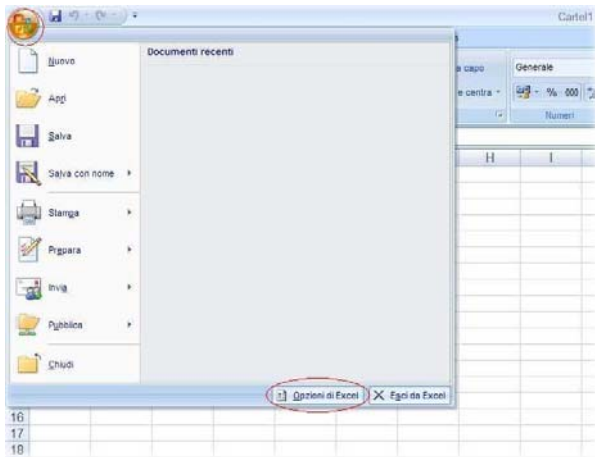 Cartel1
Documenti recenti
Nuovo
Apri
Salva
Salva con nome
Stampa
Prepara
Invia
Pubblica
Chiudi
Opzioni di Excel
Esci da Excel
a capo
e centra
Generale
% 000
Numeri
H I
16
17
18